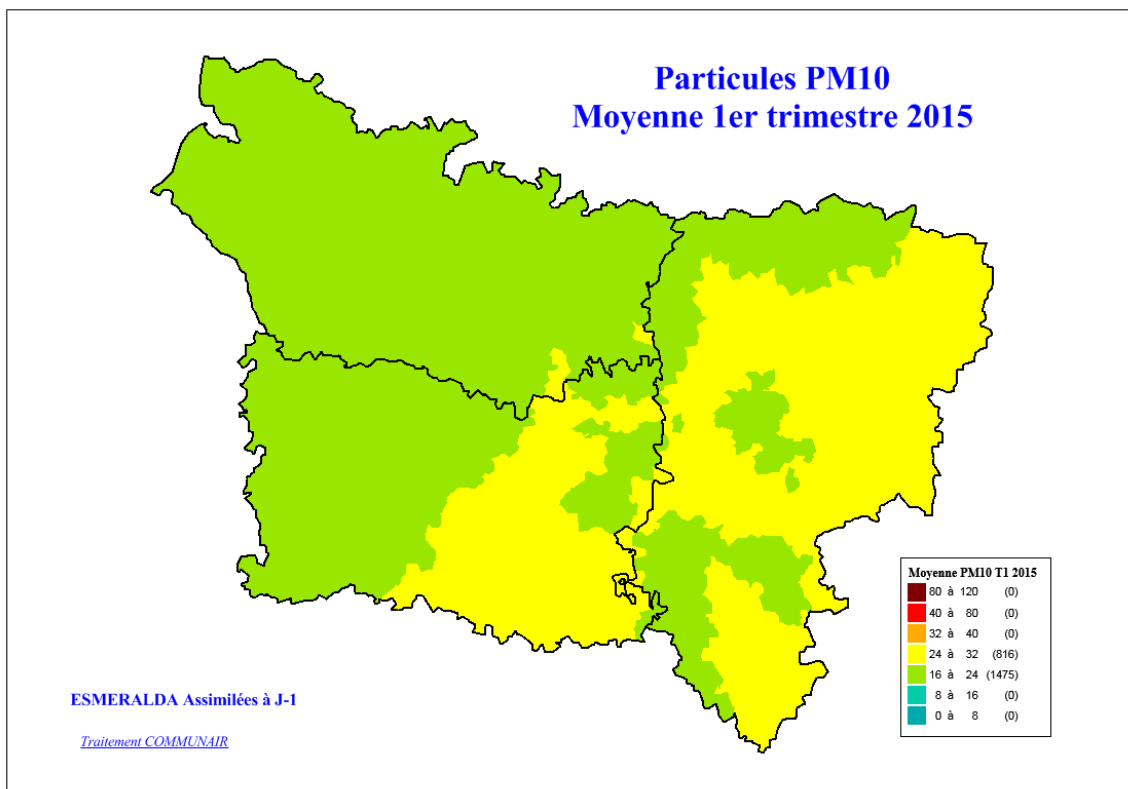 Particules PM10
Moyenne 1er trimestre 2015
Moyenne PM10 T1 2015
80 à 120 (0)
40 à 80 (0)
32 à 40 (0)
24 à 32 (816)
16 à 24 (1475)
8 à 16 (0)
0 à 8 (0)
ESMERALDA Assimilées à J-1
Traitement COMMUNAIR